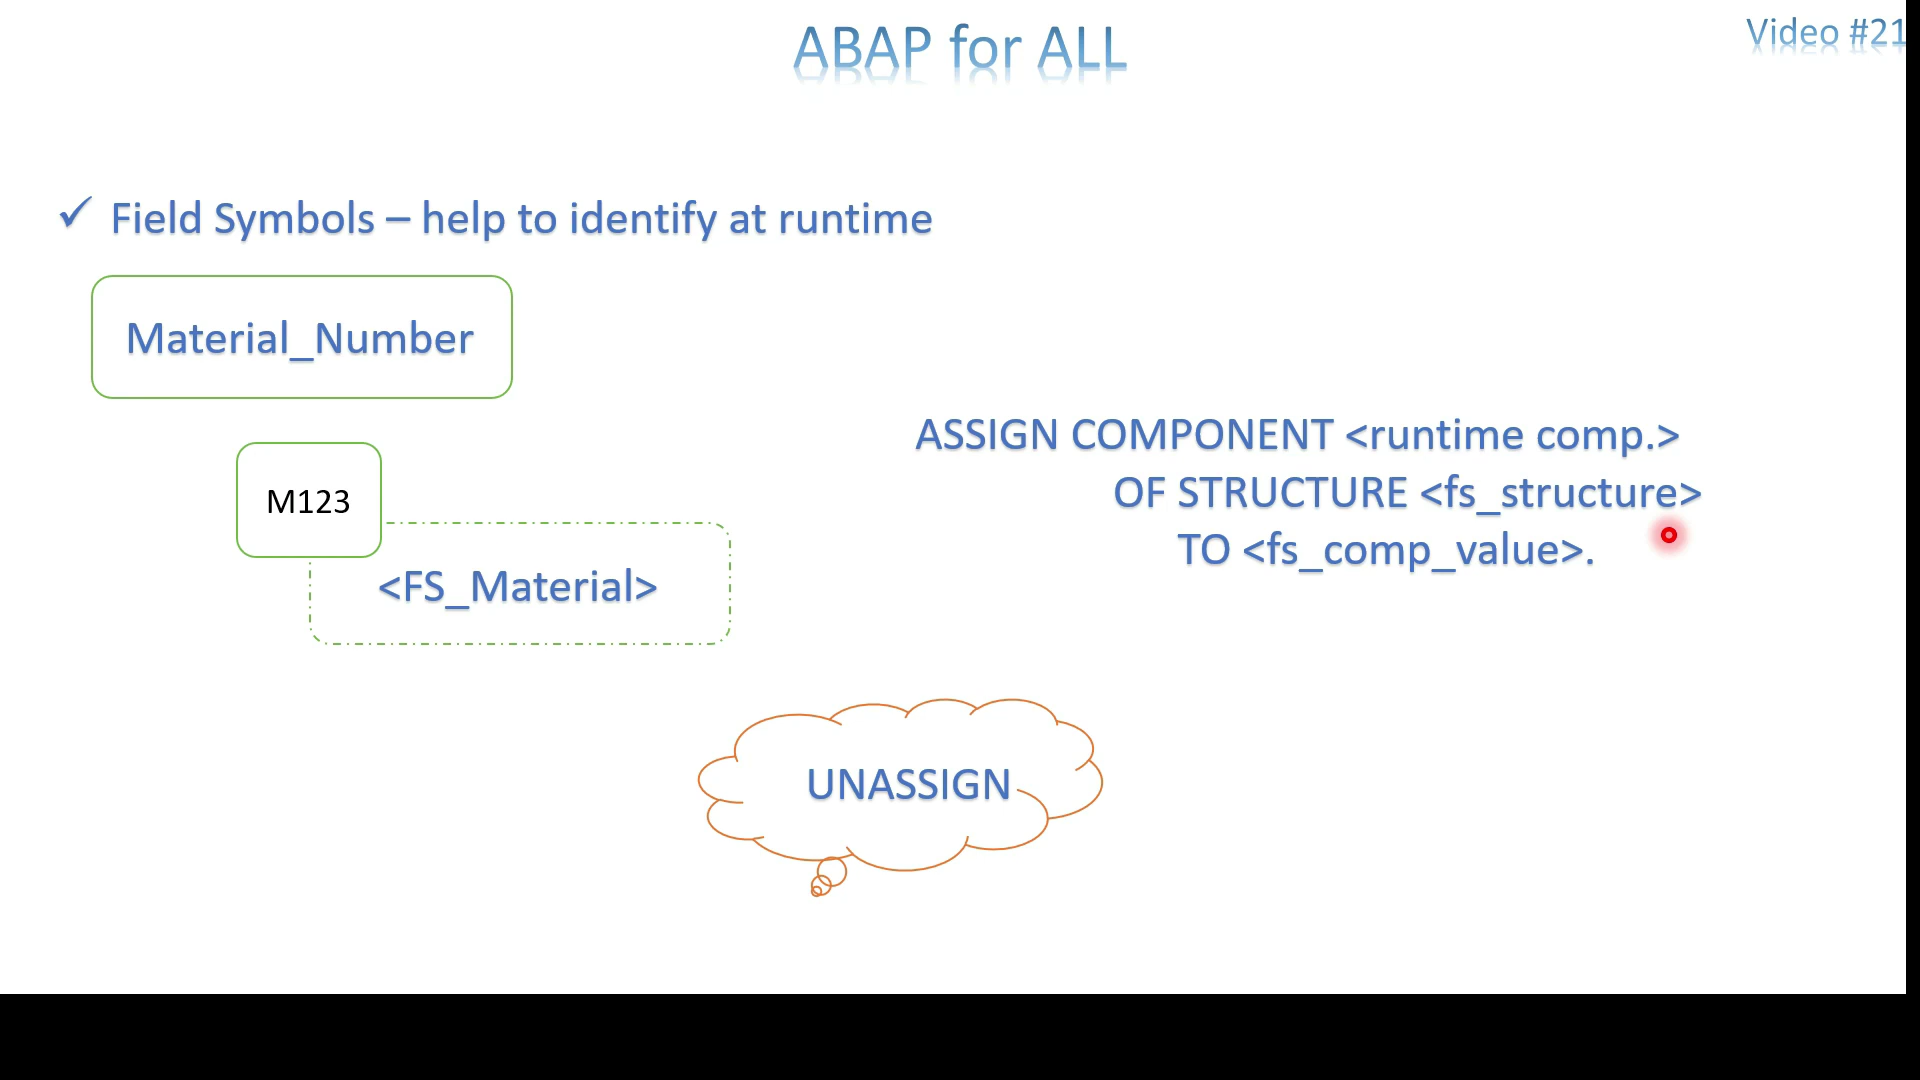 ABAP for ALL
Video #21
✓ Field Symbols – help to identify at runtime
Material_Number
M123
<FS_Material>
ASSIGN COMPONENT <runtime comp.>
OF STRUCTURE <fs_structure>
TO <fs_comp_value>.
UNASSIGN